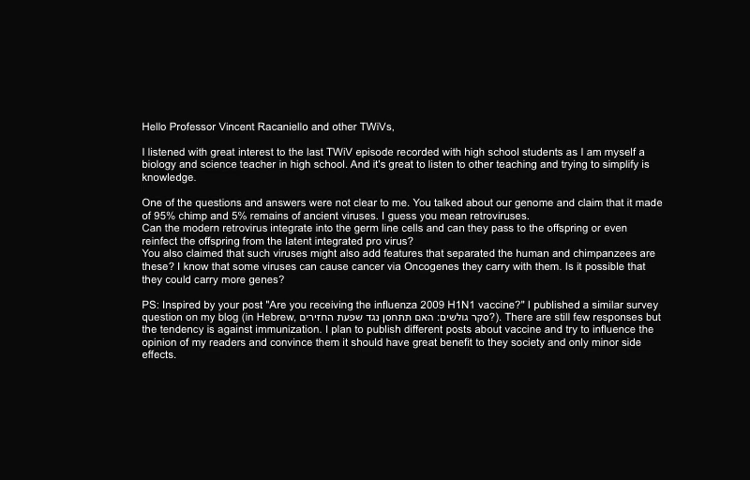 Hello Professor Vincent Racaniello and other TWiVs,
I listened with great interest to the last TWiV episode recorded with high school students as I am myself a
biology and science teacher in high school. And it's great to listen to other teaching and trying to simplify is
knowledge.
One of the questions and answers were not clear to me. You talked about our genome and claim that it made
of 95% chimp and 5% remains of ancient viruses. I guess you mean retroviruses.
Can the modern retrovirus integrate into the germ line cells and can they pass to the offspring or even
reinfect the offspring from the latent integrated pro virus?
You also claimed that such viruses might also add features that separated the human and chimpanzees are
these? I know that some viruses can cause cancer via Oncogenes they carry with them. Is it possible that
they could carry more genes?
PS: Inspired by your post "Are you receiving the influenza 2009 H1N1 vaccine?" I published a similar survey
question on my blog (in Hebrew, סקר גולשים: האם תתחסן נגד שפעת החזירים?). There are still few responses but
the tendency is against immunization. I plan to publish different posts about vaccine and try to influence the
opinion of my readers and convince them it should have great benefit to they society and only minor side
effects.